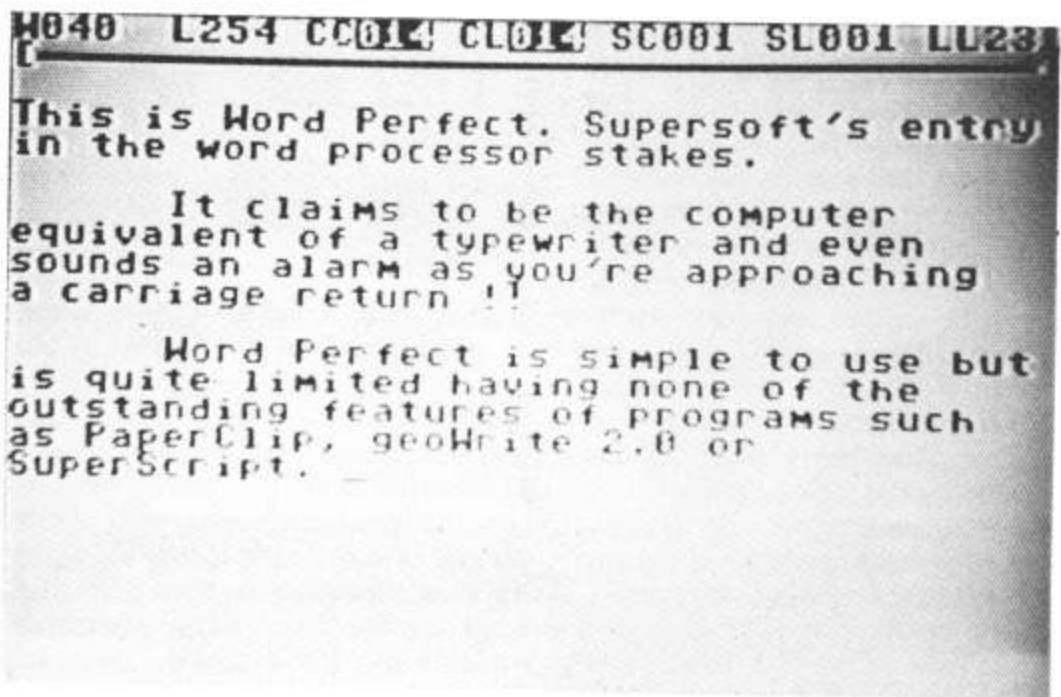 W040 L254 CC014 CL014 SC001 SL001 LU231
[
This is Word Perfect. Supersoft's entry
in the word processor stakes.
It claims to be the computer
equivalent of a typewriter and even
sounds an alarm as you're approaching
a carriage return !!
Word Perfect is simple to use but
is quite limited having none of the
outstanding features of programs such
as PaperClip, geoWrite 2.0 or
SuperScript.